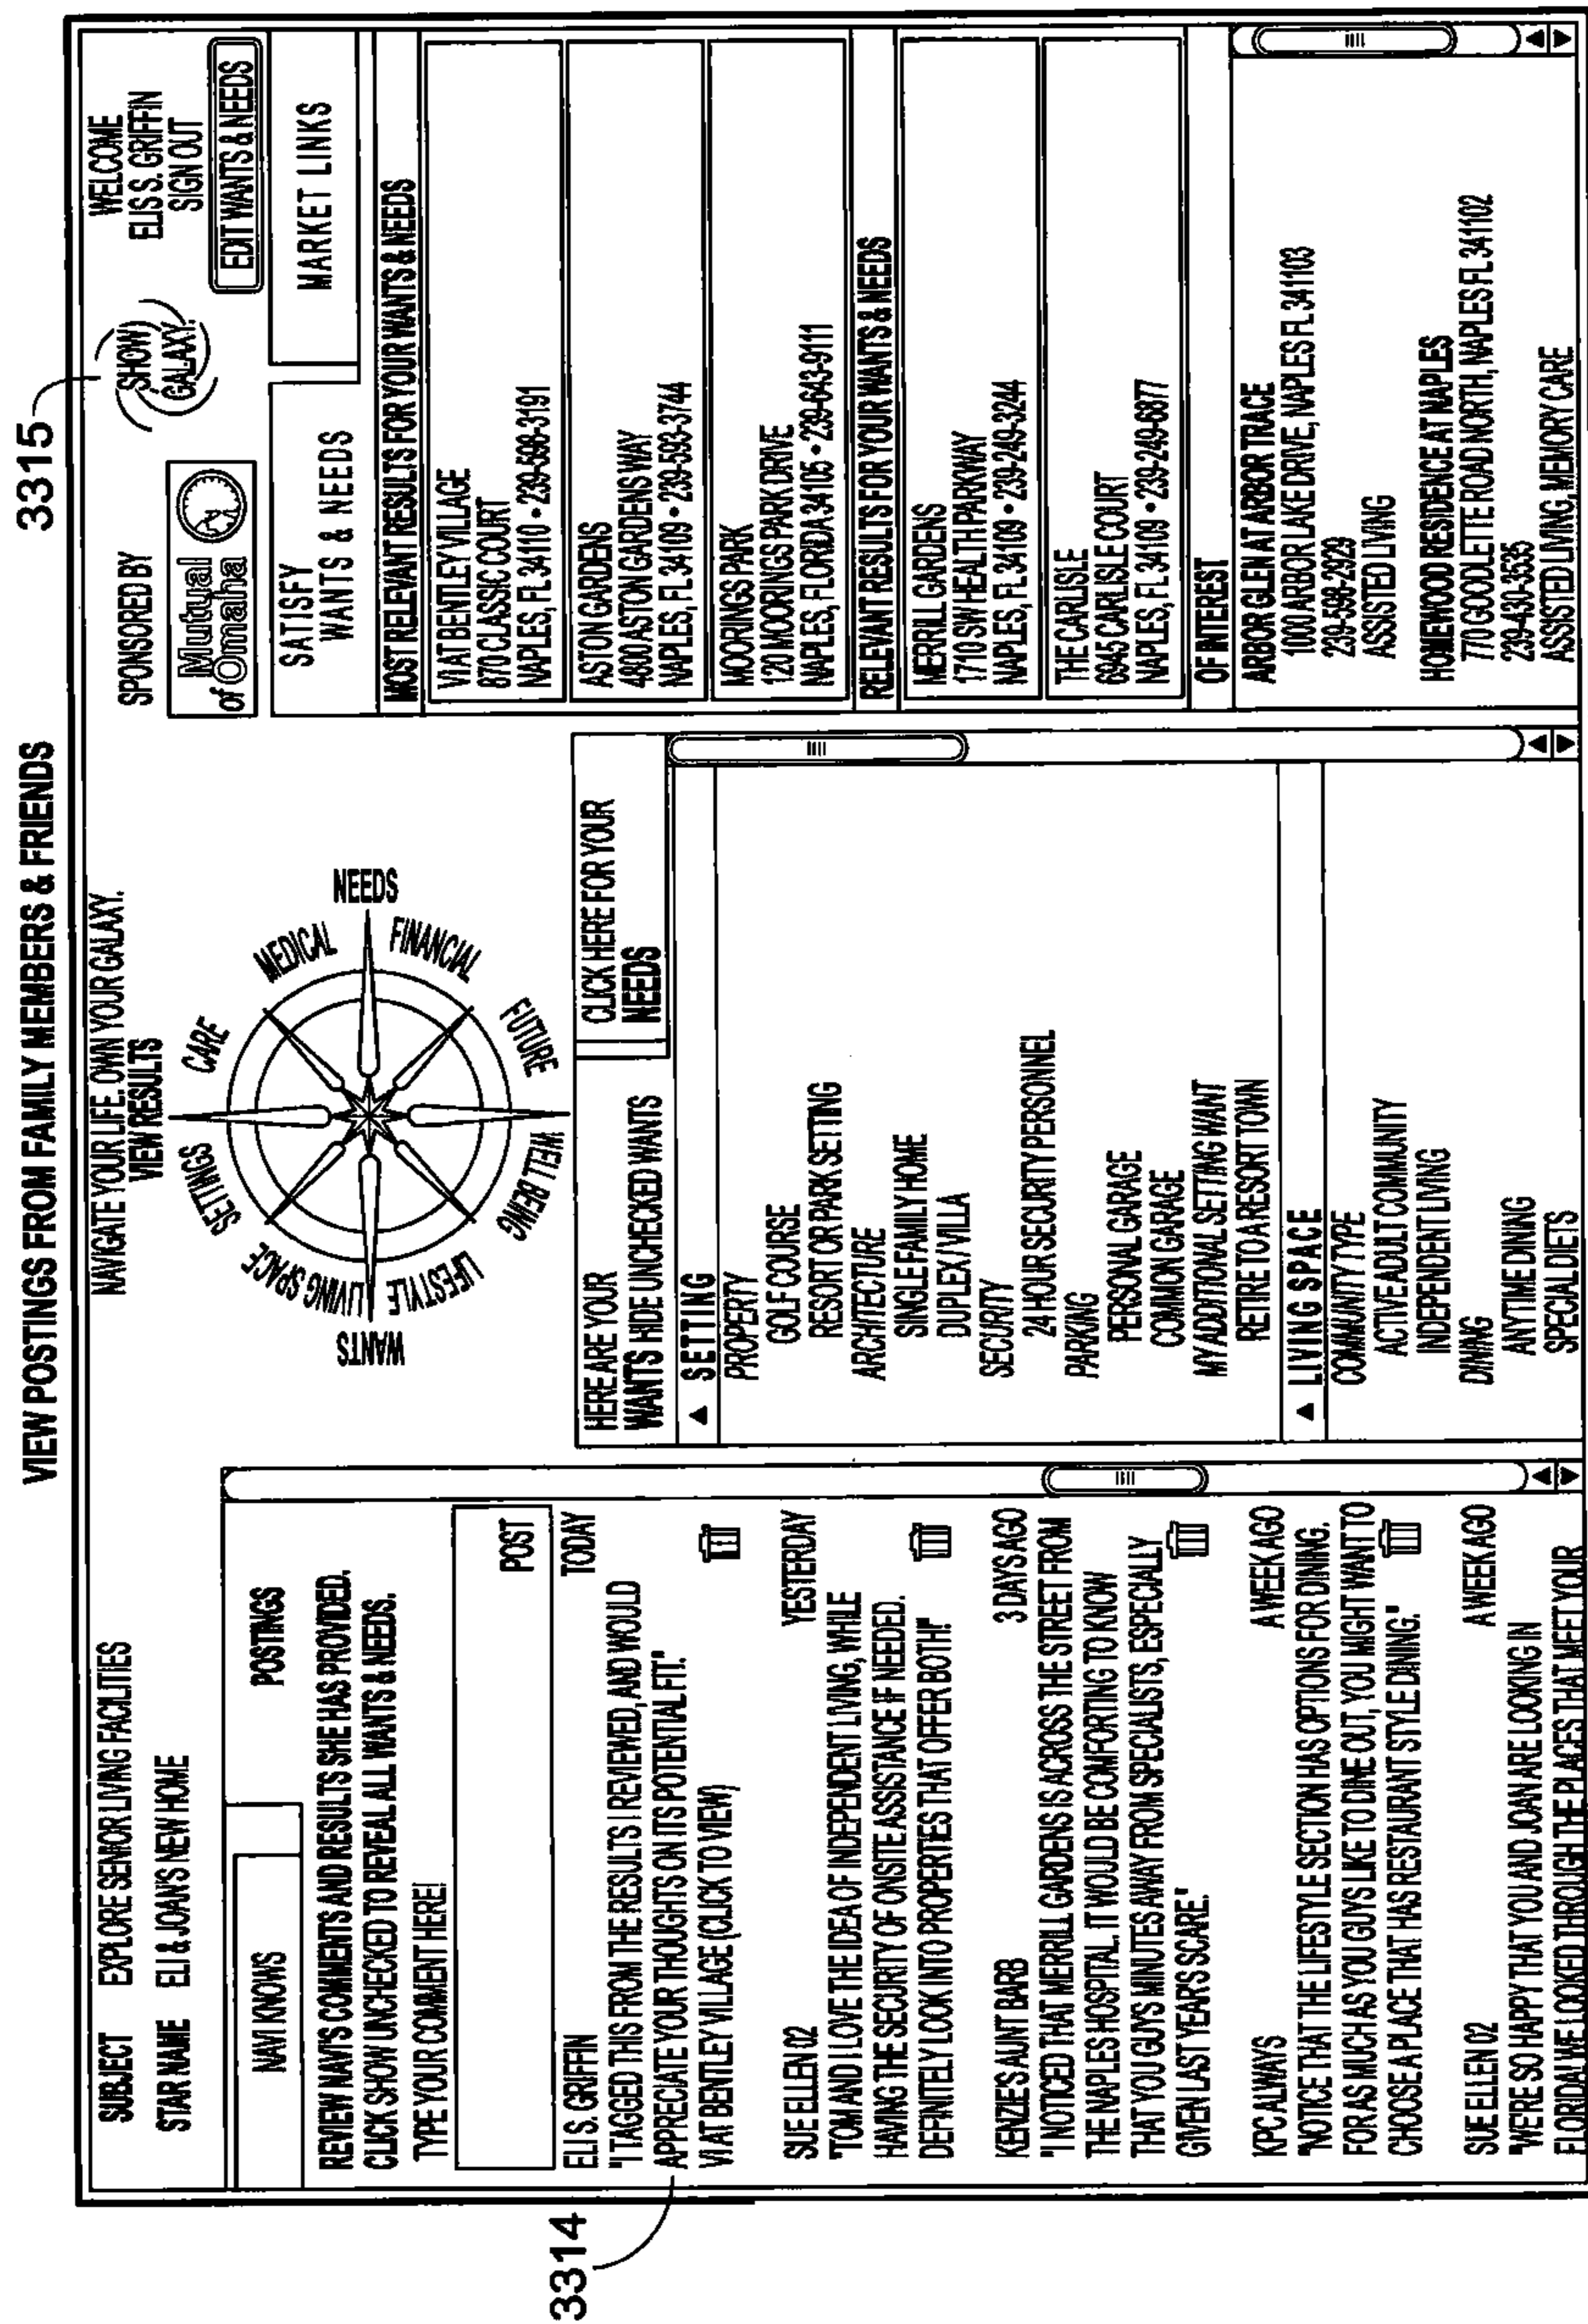 VIEW POSTINGS FROM FAMILY MEMBERS & FRIENDS
3315
SUBJECT EXPLORE SENIOR LIVING FACILITIES
STAR NAME ELI & JOAN'S NEW HOME
NAVIGATE YOUR LIFE. OWN YOUR GALAXY.
VIEW RESULTS
SPONSORED BY
Mutual
of Omaha
(SHOW)
GALAXY.
WELCOME
ELIS S. GRIFFIN
SIGN OUT
EDIT WANTS & NEEDS
NAVI KNOWS
POSTINGS
REVIEW NAVI'S COMMENTS AND RESULTS SHE HAS PROVIDED.
CLICK SHOW UNCHECKED TO REVEAL ALL WANTS & NEEDS.
TYPE YOUR COMMENT HERE!
POST
ELI S. GRIFFIN TODAY
"I TAGGED THIS FROM THE RESULTS I REVIEWED, AND WOULD
APPRECIATE YOUR THOUGHTS ON ITS POTENTIAL FIT."
VI AT BENTLEY VILLAGE (CLICK TO VIEW)
3314
SUE ELLEN 02 YESTERDAY
"TOM AND I LOVE THE IDEA OF INDEPENDENT LIVING, WHILE
HAVING THE SECURITY OF ONSITE ASSISTANCE IF NEEDED.
DEFINITELY LOOK INTO PROPERTIES THAT OFFER BOTH!"
KENZIE'S AUNT BARB 3 DAYS AGO
"I NOTICED THAT MERRILL GARDENS IS ACROSS THE STREET FROM
THE NAPLES HOSPITAL. IT WOULD BE COMFORTING TO KNOW
THAT YOU GUYS MINUTES AWAY FROM SPECIALISTS, ESPECIALLY
GIVEN LAST YEAR'S SCARE."
KPC ALWAYS A WEEK AGO
"NOTICE THAT THE LIFESTYLE SECTION HAS OPTIONS FOR DINING.
FOR AS MUCH AS YOU GUYS LIKE TO DINE OUT, YOU MIGHT WANT TO
CHOOSE A PLACE THAT HAS RESTAURANT STYLE DINING."
SUE ELLEN 02 A WEEK AGO
"WE'RE SO HAPPY THAT YOU AND JOAN ARE LOOKING IN
FLORIDA! WE LOOKED THROUGH THE PLACES THAT MEET YOUR
WANTS
LIVING SPACE
SETTINGS
CARE
MEDICAL
NEEDS
FINANCIAL
FUTURE
WELL BEING
LIFESTYLE
HERE ARE YOUR
WANTS HIDE UNCHECKED WANTS
CLICK HERE FOR YOUR
NEEDS
▲ SETTING
PROPERTY
GOLF COURSE
RESORT OR PARK SETTING
ARCHITECTURE
SINGLE FAMILY HOME
DUPLEX / VILLA
SECURITY
24 HOUR SECURITY PERSONNEL
PARKING
PERSONAL GARAGE
COMMON GARAGE
MY ADDITIONAL SETTING WANT
RETIRE TO A RESORT TOWN
▲ LIVING SPACE
COMMUNITY TYPE
ACTIVE ADULT COMMUNITY
INDEPENDENT LIVING
DINING
ANYTIME DINING
SPECIAL DIETS
SATISFY
WANTS & NEEDS
MARKET LINKS
MOST RELEVANT RESULTS FOR YOUR WANTS & NEEDS
VI AT BENTLEY VILLAGE
870 CLASSIC COURT
NAPLES, FL 34110 • 239-598-3191
ASTON GARDENS
4800 ASTON GARDENS WAY
NAPLES, FL 34109 • 239-593-3744
MOORINGS PARK
120 MOORINGS PARK DRIVE
NAPLES, FLORIDA 34105 • 239-643-9111
RELEVANT RESULTS FOR YOUR WANTS & NEEDS
MERRILL GARDENS
1710 SW HEALTH PARKWAY
NAPLES, FL 34109 • 239-249-3244
THE CARLISLE
6945 CARLISLE COURT
NAPLES, FL 34109 • 239-249-6877
OF INTEREST
ARBOR GLEN AT ARBOR TRACE
1000 ARBOR LAKE DRIVE, NAPLES FL 341103
239-598-2929
ASSISTED LIVING
HOMEWOOD RESIDENCE AT NAPLES
770 GOODLETTE ROAD NORTH, NAPLES FL 341102
239-430-3535
ASSISTED LIVING, MEMORY CARE